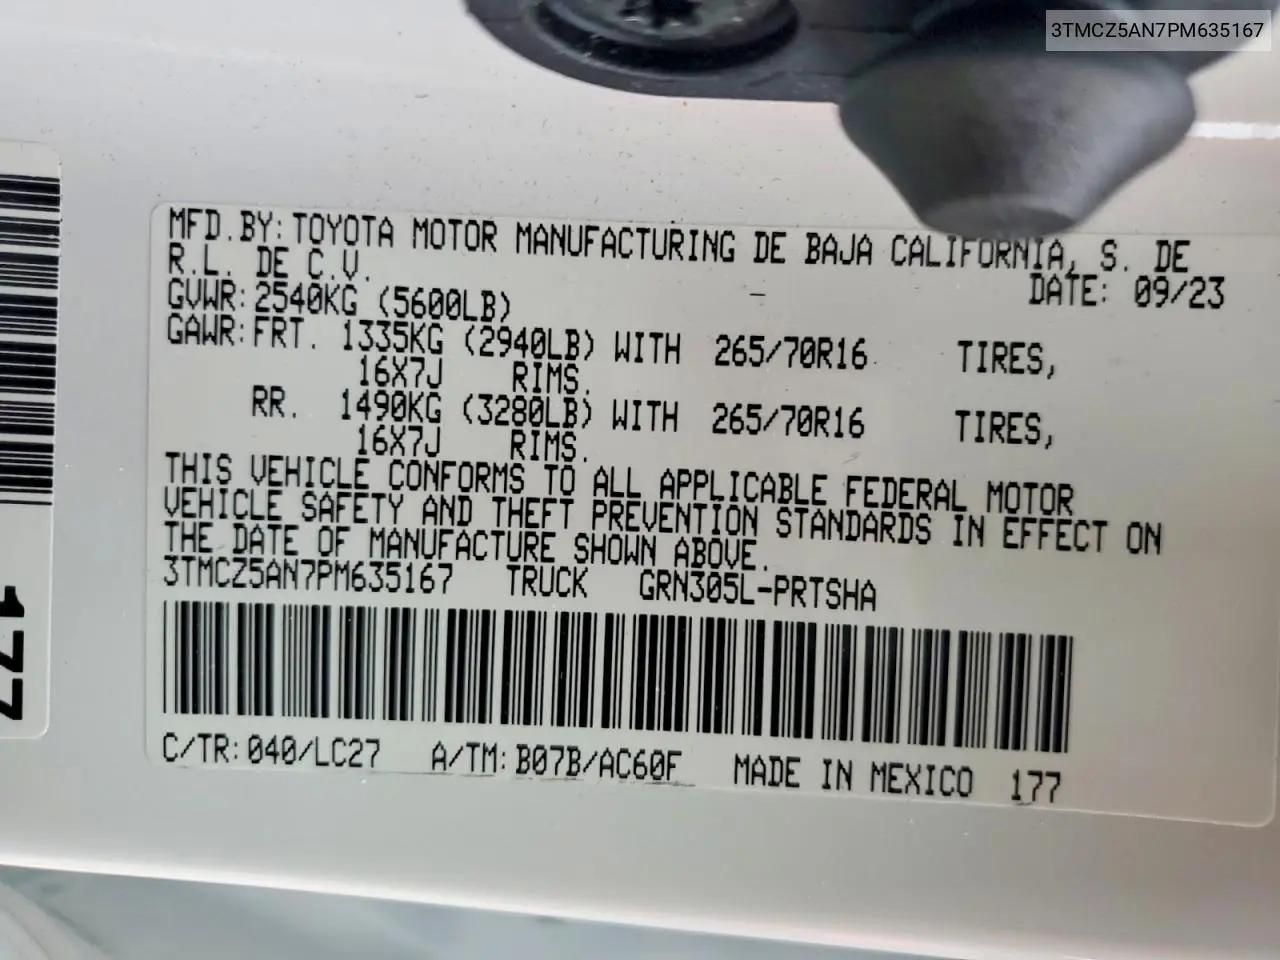 3TMCZ5AN7PM635167
MFD.BY:TOYOTA MOTOR MANUFACTURING DE BAJA CALIFORNIA, S. DE
R.L. DE C.V.
DATE: 09/23
GVWR:2540KG (5600LB)
GAWR:FRT. 1335KG (2940LB) WITH 265/70R16 TIRES,
16X7J RIMS.
RR. 1490KG (3280LB) WITH 265/70R16 TIRES,
16X7J RIMS.
THIS VEHICLE CONFORMS TO ALL APPLICABLE FEDERAL MOTOR
VEHICLE SAFETY AND THEFT PREVENTION STANDARDS IN EFFECT ON
THE DATE OF MANUFACTURE SHOWN ABOVE.
3TMCZ5AN7PM635167 TRUCK GRN305L-PRTSHA
C/TR:040/LC27 A/TM:B07B/AC60F MADE IN MEXICO 177
177